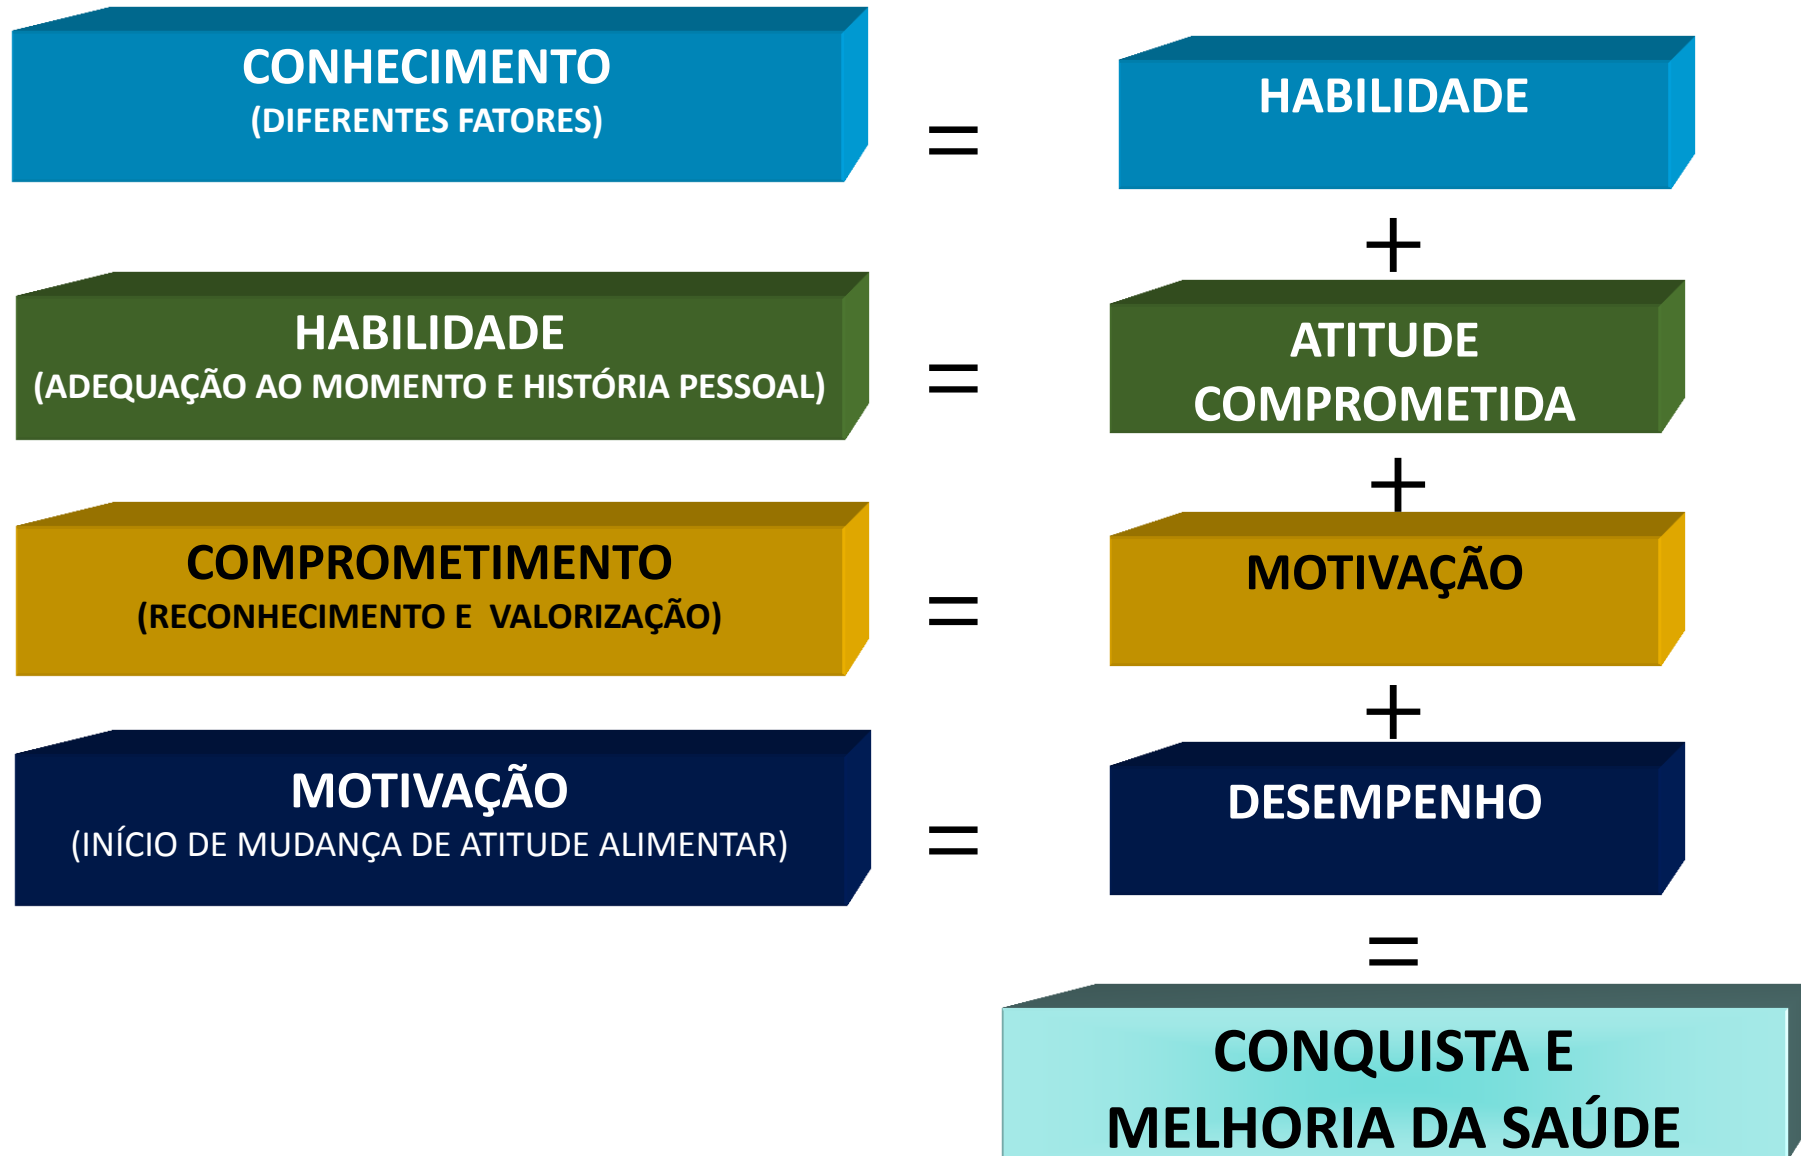 CONHECIMENTO
(DIFERENTES FATORES)
=
HABILIDADE
+
HABILIDADE
(ADEQUAÇÃO AO MOMENTO E HISTÓRIA PESSOAL)
=
ATITUDE
COMPROMETIDA
+
COMPROMETIMENTO
(RECONHECIMENTO E VALORIZAÇÃO)
=
MOTIVAÇÃO
+
MOTIVAÇÃO
(INÍCIO DE MUDANÇA DE ATITUDE ALIMENTAR)
=
DESEMPENHO
=
CONQUISTA E
MELHORIA DA SAÚDE